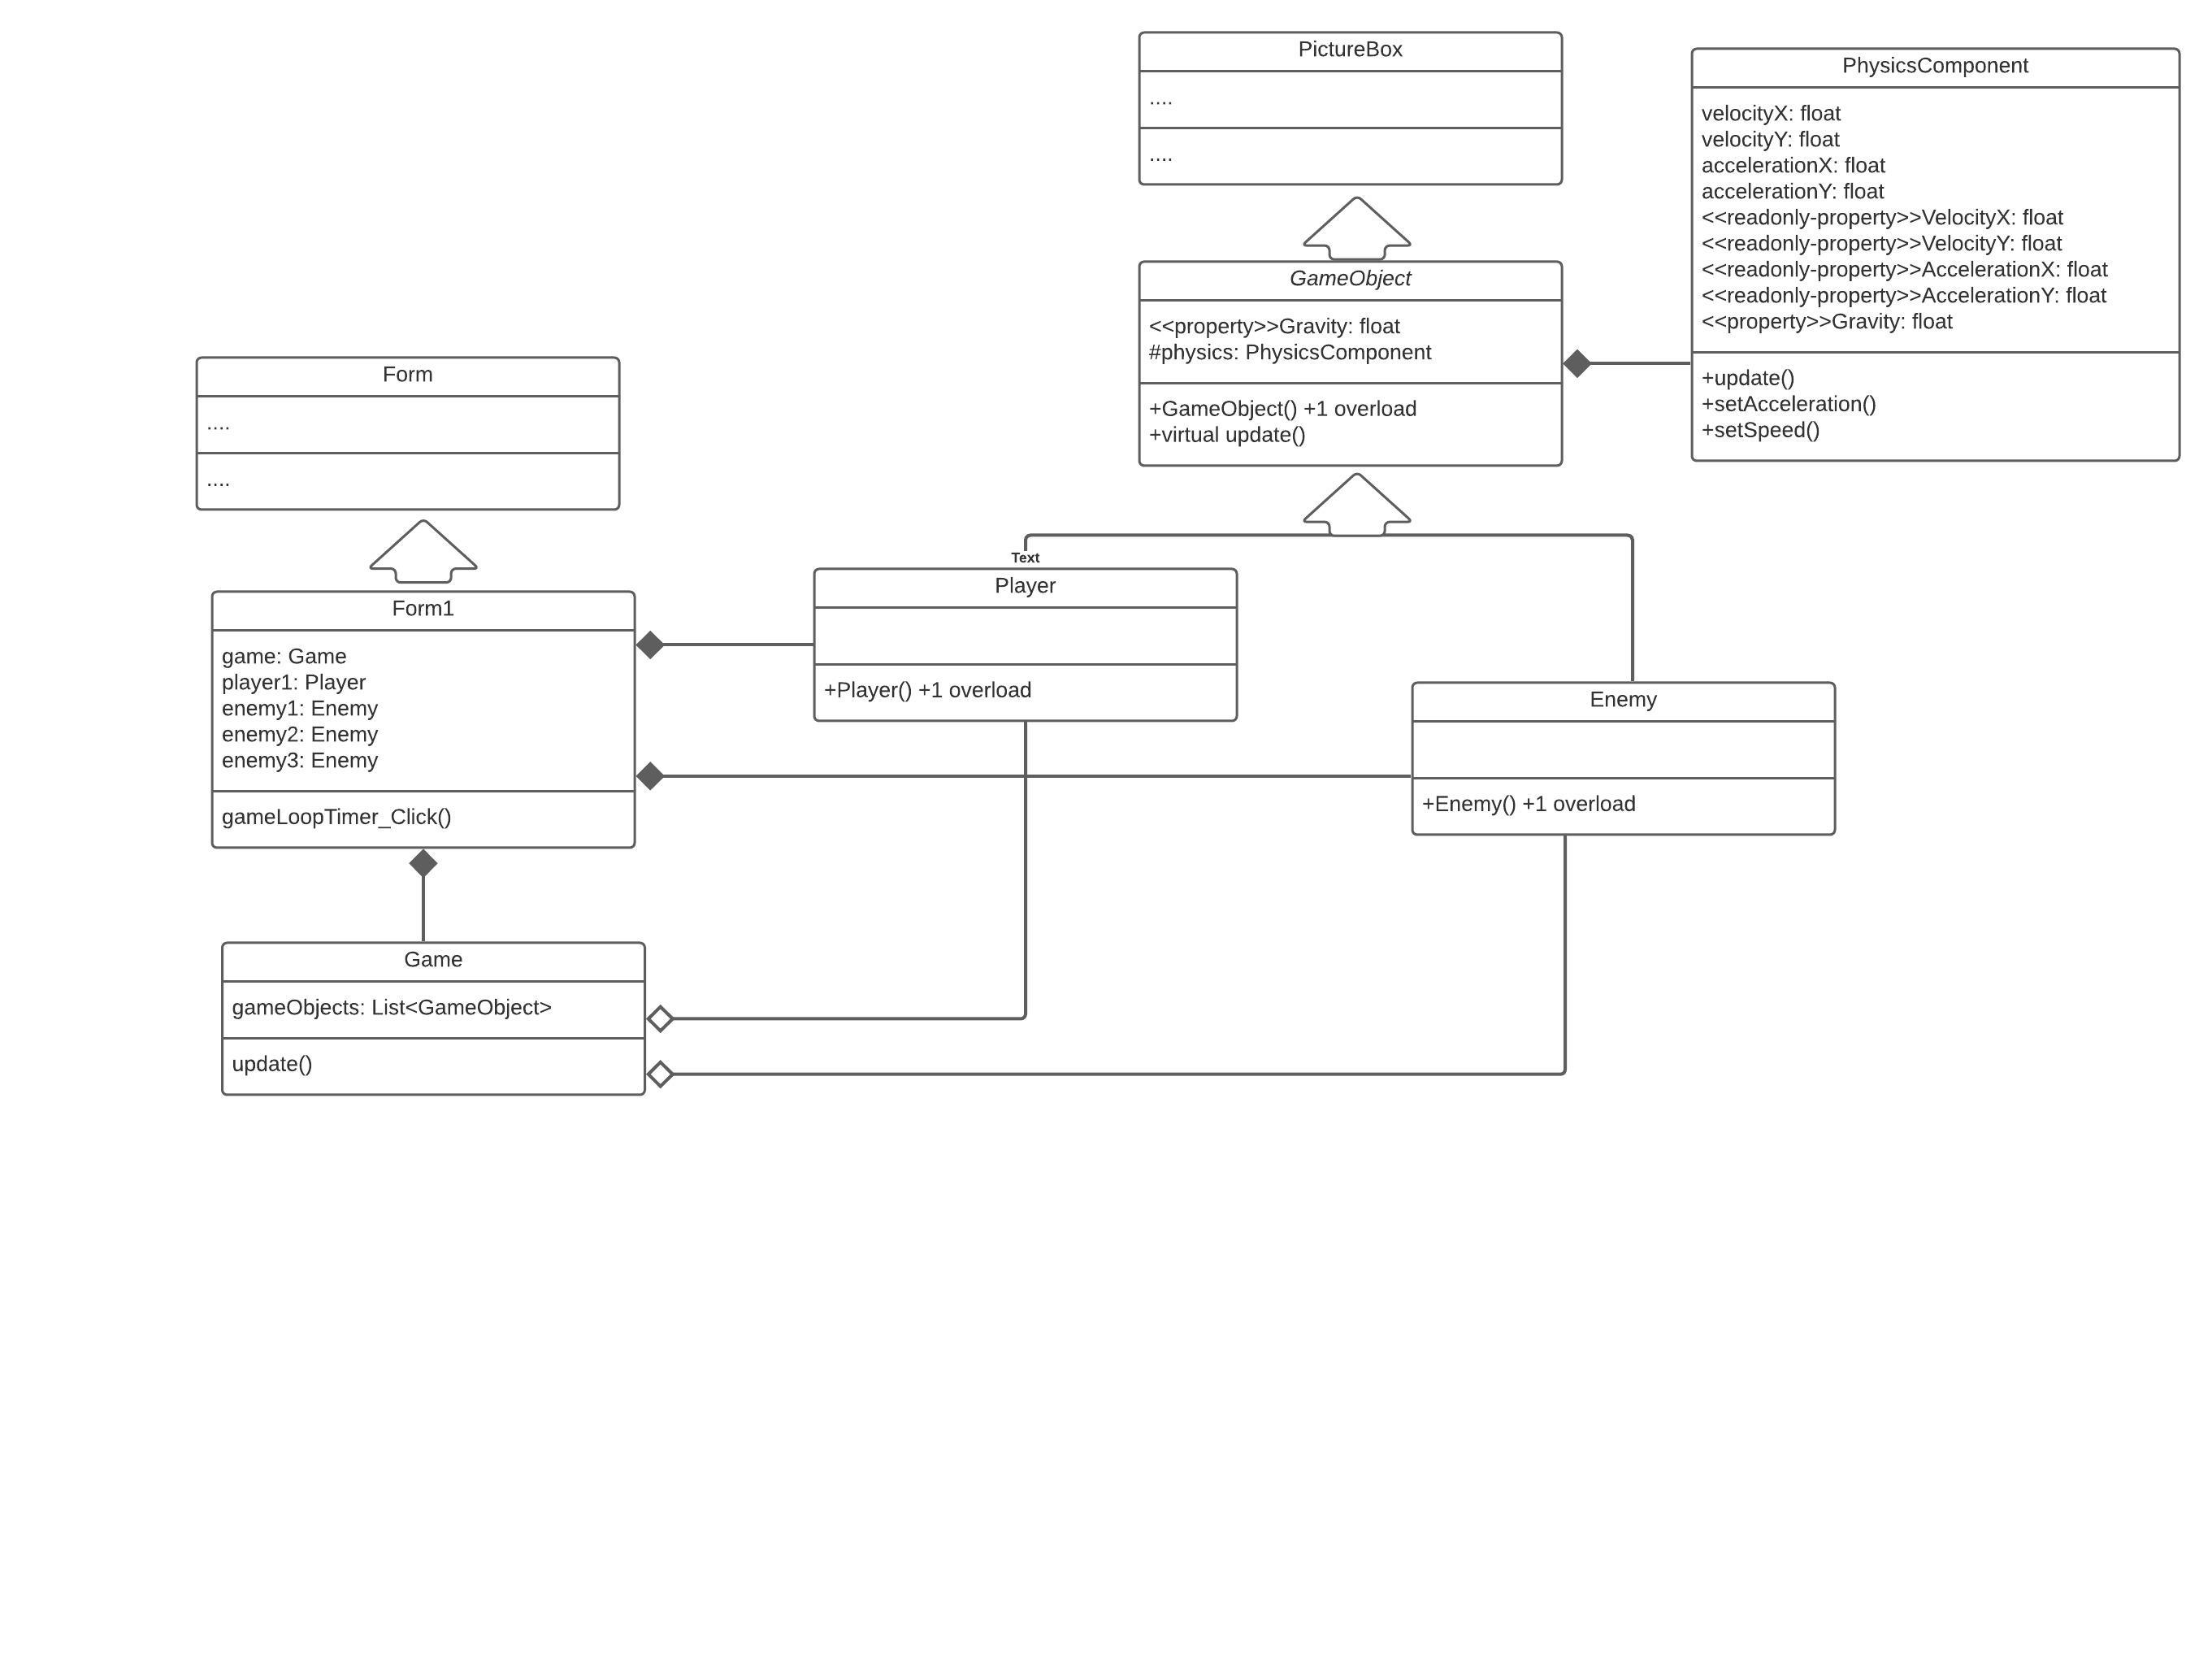 PictureBox
....
....
PhysicsComponent
velocityX: float
velocityY: float
accelerationX: float
accelerationY: float
<<readonly-property>>VelocityX: float
<<readonly-property>>VelocityY: float
<<readonly-property>>AccelerationX: float
<<readonly-property>>AccelerationY: float
<<property>>Gravity: float
+update()
+setAcceleration()
+setSpeed()
GameObject
<<property>>Gravity: float
#physics: PhysicsComponent
+GameObject() +1 overload
+virtual update()
Form
....
....
Form1
game: Game
player1: Player
enemy1: Enemy
enemy2: Enemy
enemy3: Enemy
gameLoopTimer_Click()
Text
Player
+Player() +1 overload
Enemy
+Enemy() +1 overload
Game
gameObjects: List<GameObject>
update()